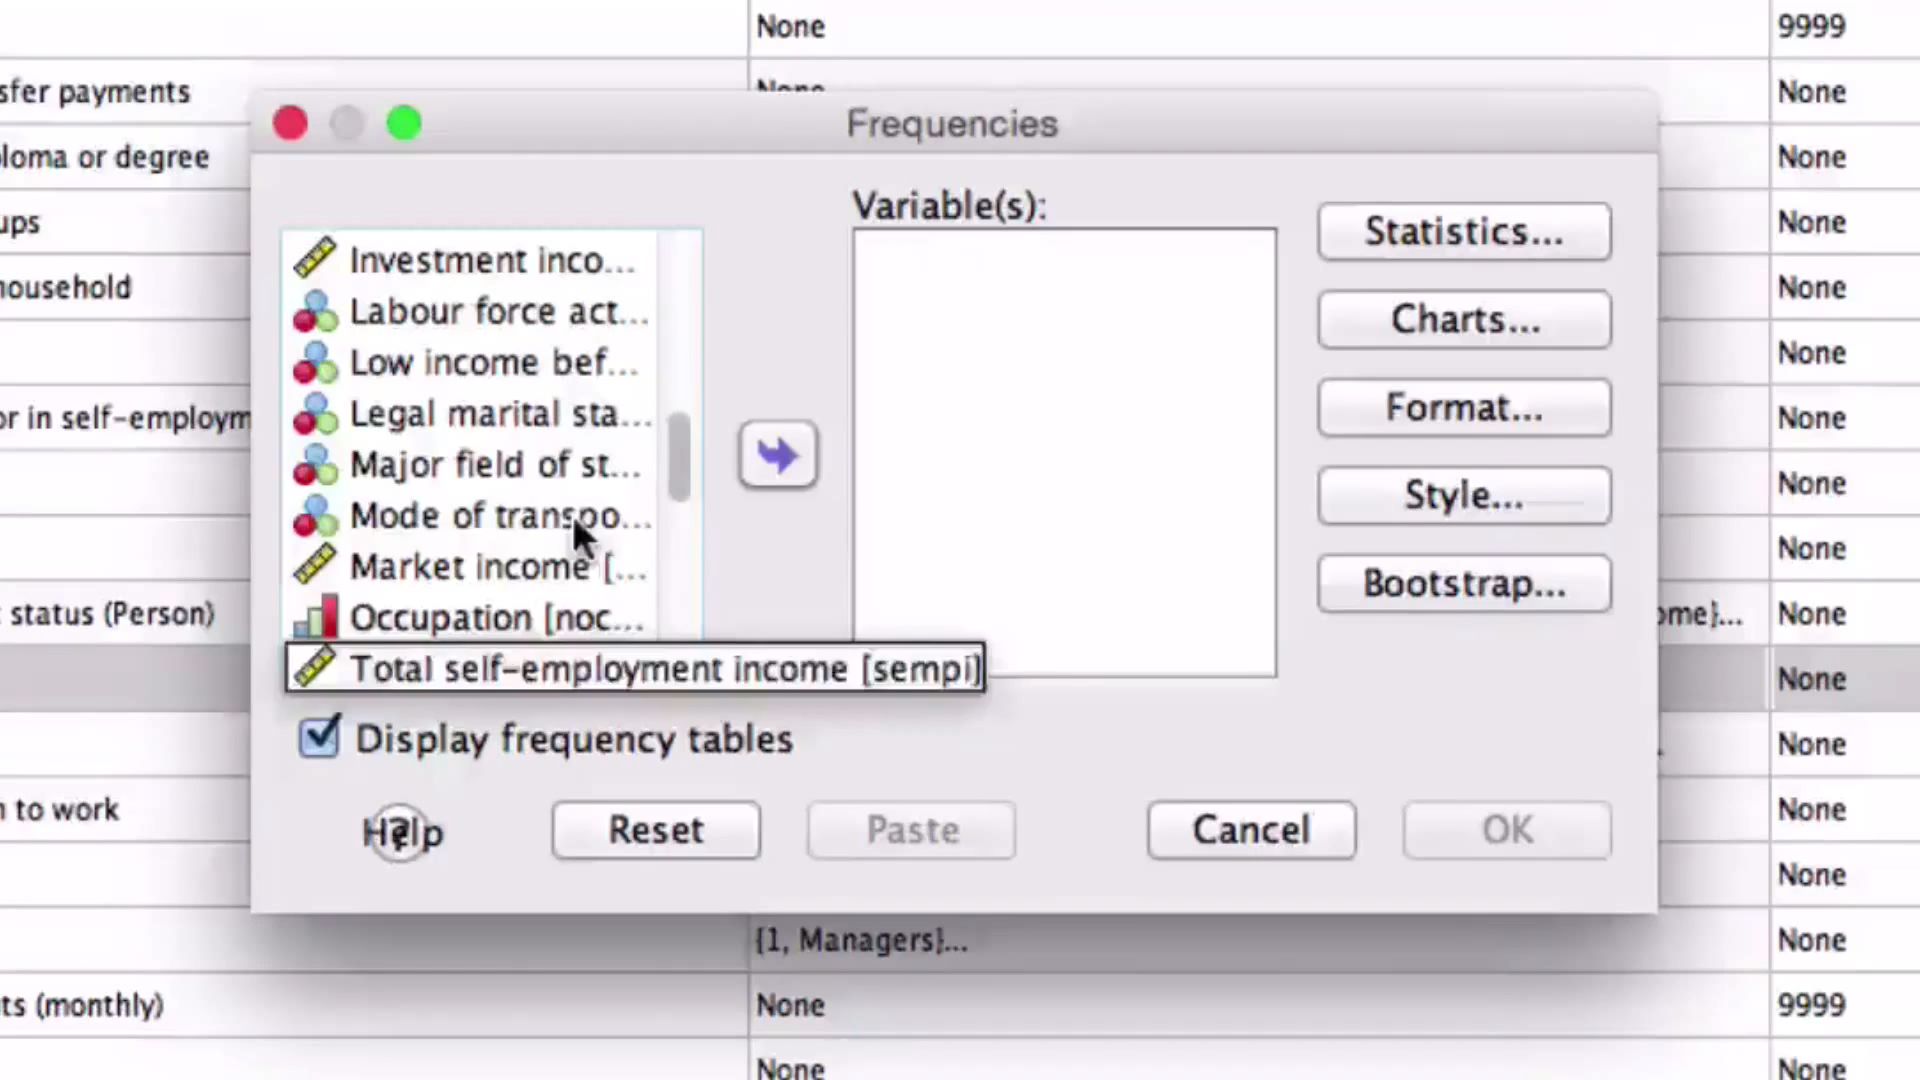 None 9999
sfer payments None None
Frequencies
loma or degree None
ups None
Variable(s):
Statistics...
Investment inco...
household None
Labour force act...
Charts...
Low income bef...
None
Legal marital sta...
Format...
or in self-employm None
Major field of st...
None
Style...
Mode of transpo...
None
Market income [...
Bootstrap...
Occupation [noc...
status (Person) ome}... None
Total self-employment income [sempi]
None
Display frequency tables
None
n to work None
Help Reset Paste Cancel OK
None
{1, Managers}... None
ts (monthly) None 9999
None None